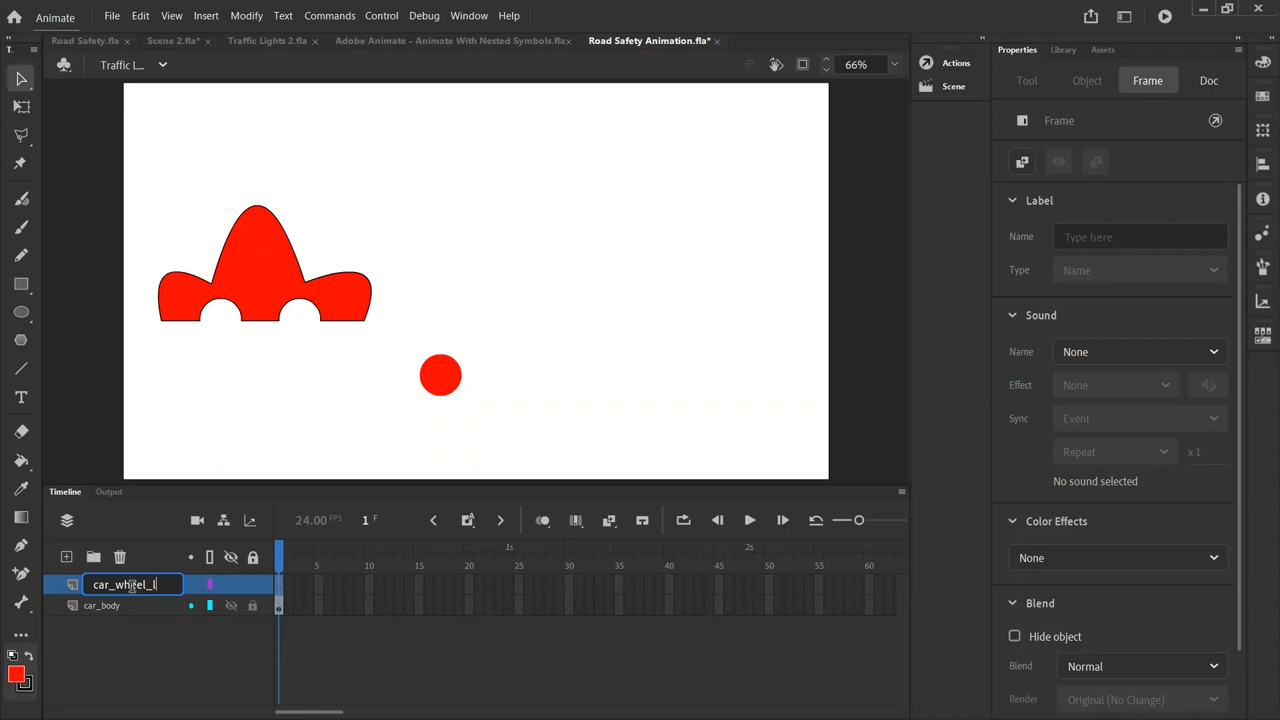 Animate File Edit View Insert Modify Text Commands Control Debug Window Help
Road Safety.fla × Scene 2.fla* × Traffic Lights 2.fla × Adobe Animate - Animate With Nested Symbols.fla × Road Safety Animation.fla* ×
Traffic l... 66%
Actions
Scene
Properties Library Assets
Tool Object Frame Doc
Frame
Label
Name Type here
Type Name
Sound
Name None
Effect None
Sync Event
Repeat x 1
No sound selected
Color Effects
None
Blend
Hide object
Blend Normal
Render Original (No Change)
T.
Timeline Output
24.00 FPS 1 F
1s 2s
5 10 15 20 25 30 35 40 45 50 55 60
car_wheel_l
car_body